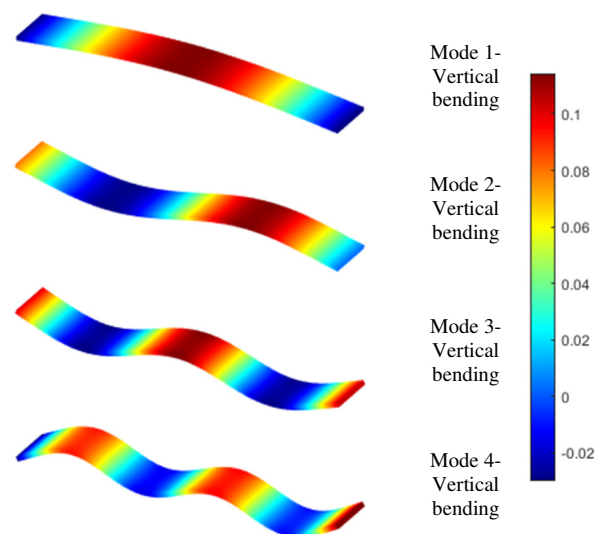 Mode 1-
Vertical
bending
Mode 2-
Vertical
bending
Mode 3-
Vertical
bending
Mode 4-
Vertical
bending
0.1
0.08
0.06
0.04
0.02
0
-0.02